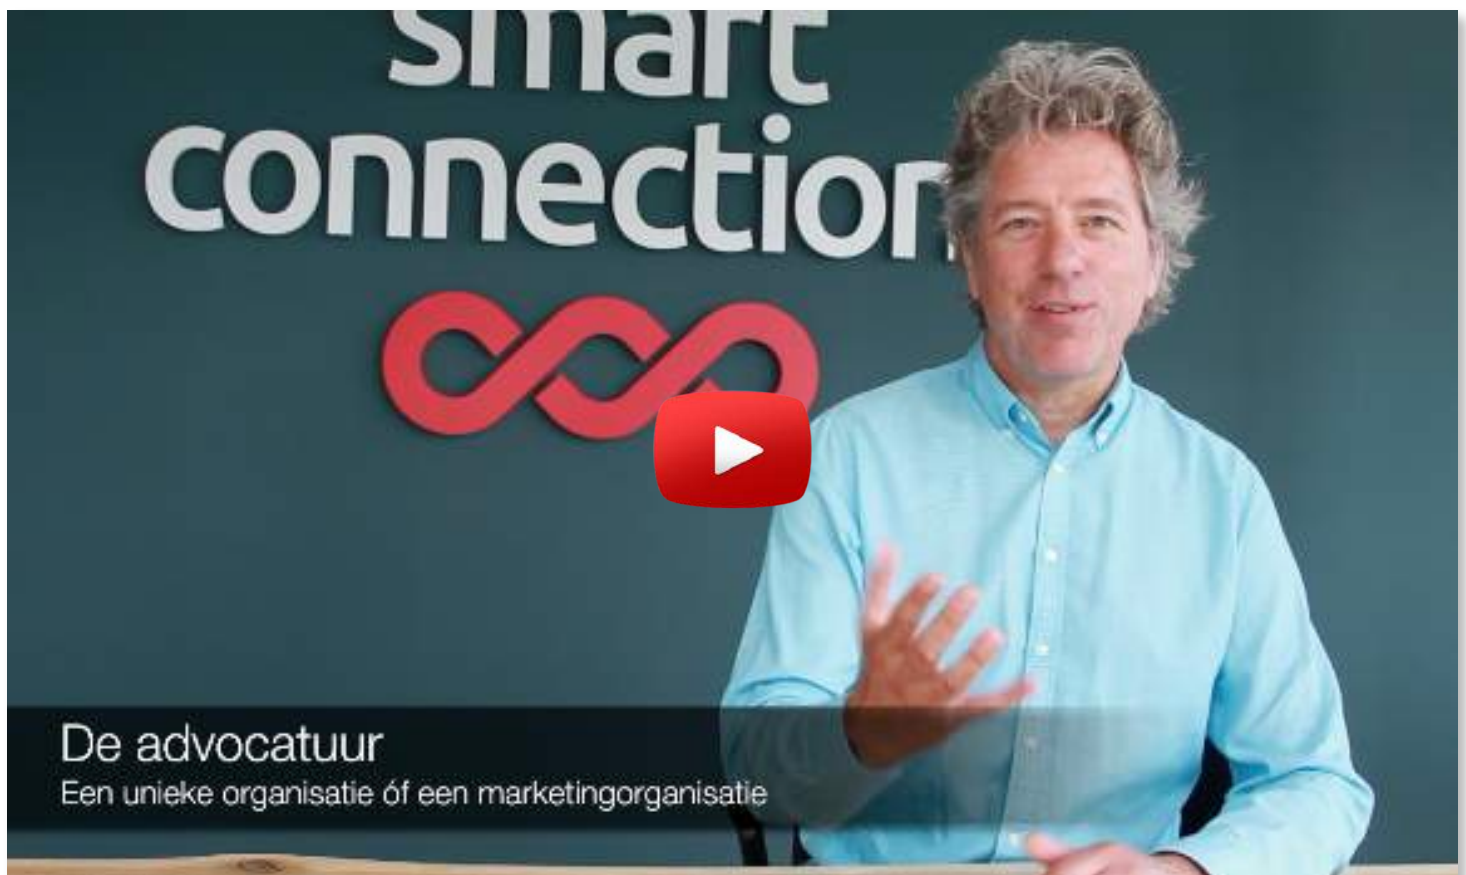 smart
connection
De advocatuur
Een unieke organisatie óf een marketingorganisatie